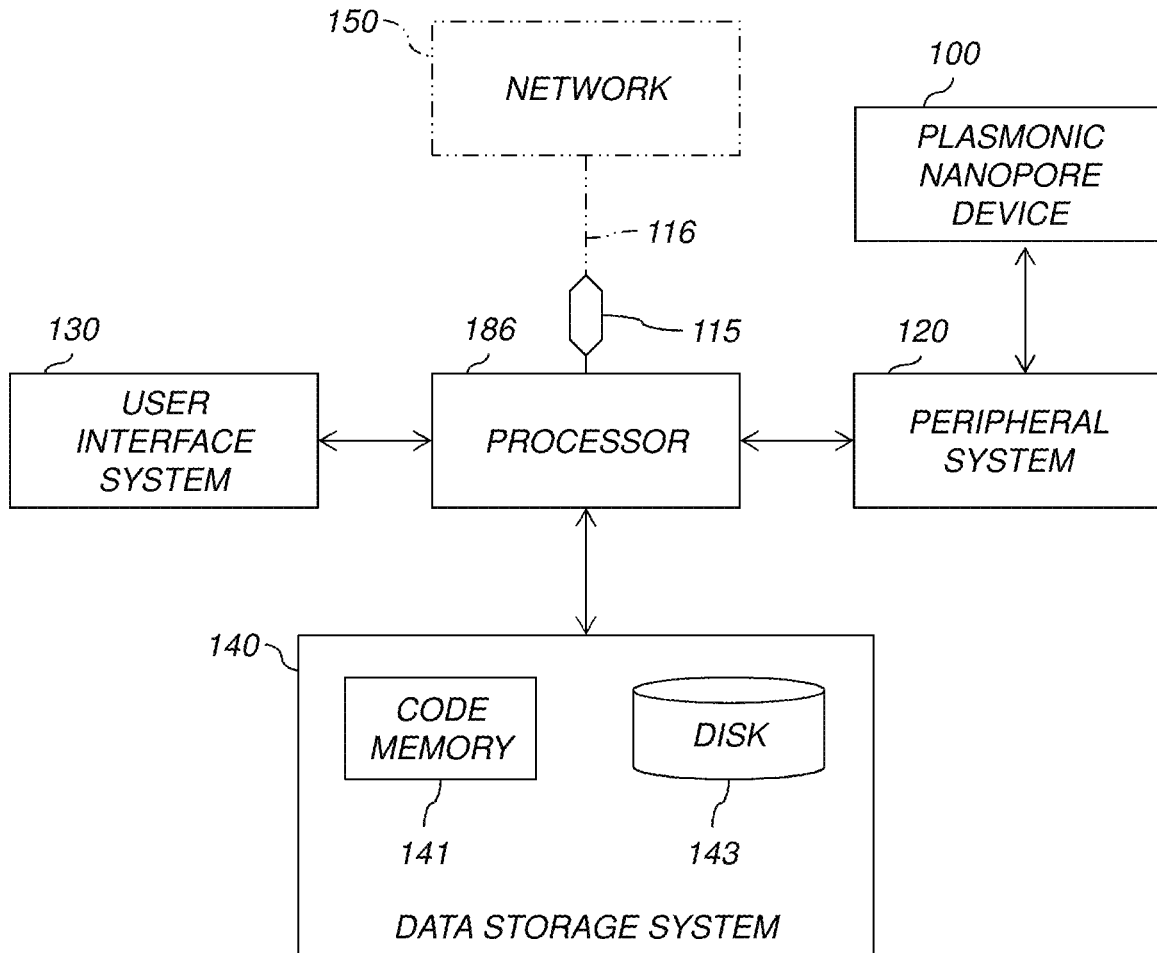 150
NETWORK
100
PLASMONIC
NANOPORE
DEVICE
116
115
130
USER
INTERFACE
SYSTEM
186
PROCESSOR
120
PERIPHERAL
SYSTEM
140
CODE
MEMORY
141
DISK
143
DATA STORAGE SYSTEM